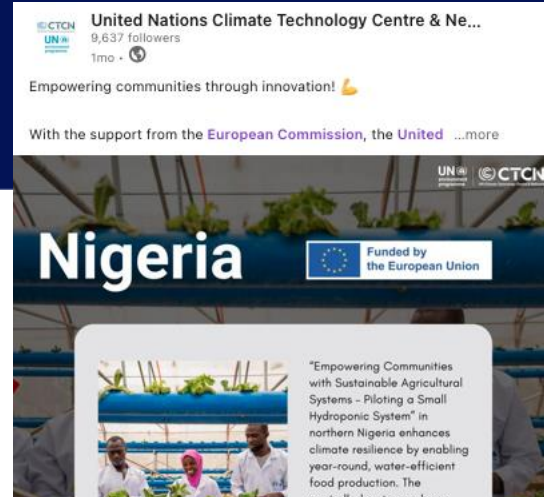 CTCN
UN
United Nations Climate Technology Centre & Ne...
9,637 followers
1mo •
Empowering communities through innovation! 💪
With the support from the European Commission, the United ...more
UN
CTCN
Nigeria
Funded by
the European Union
"Empowering Communities
with Sustainable Agricultural
Systems – Piloting a Small
Hydroponic System" in
northern Nigeria enhances
climate resilience by enabling
year-round, water-efficient
food production. The